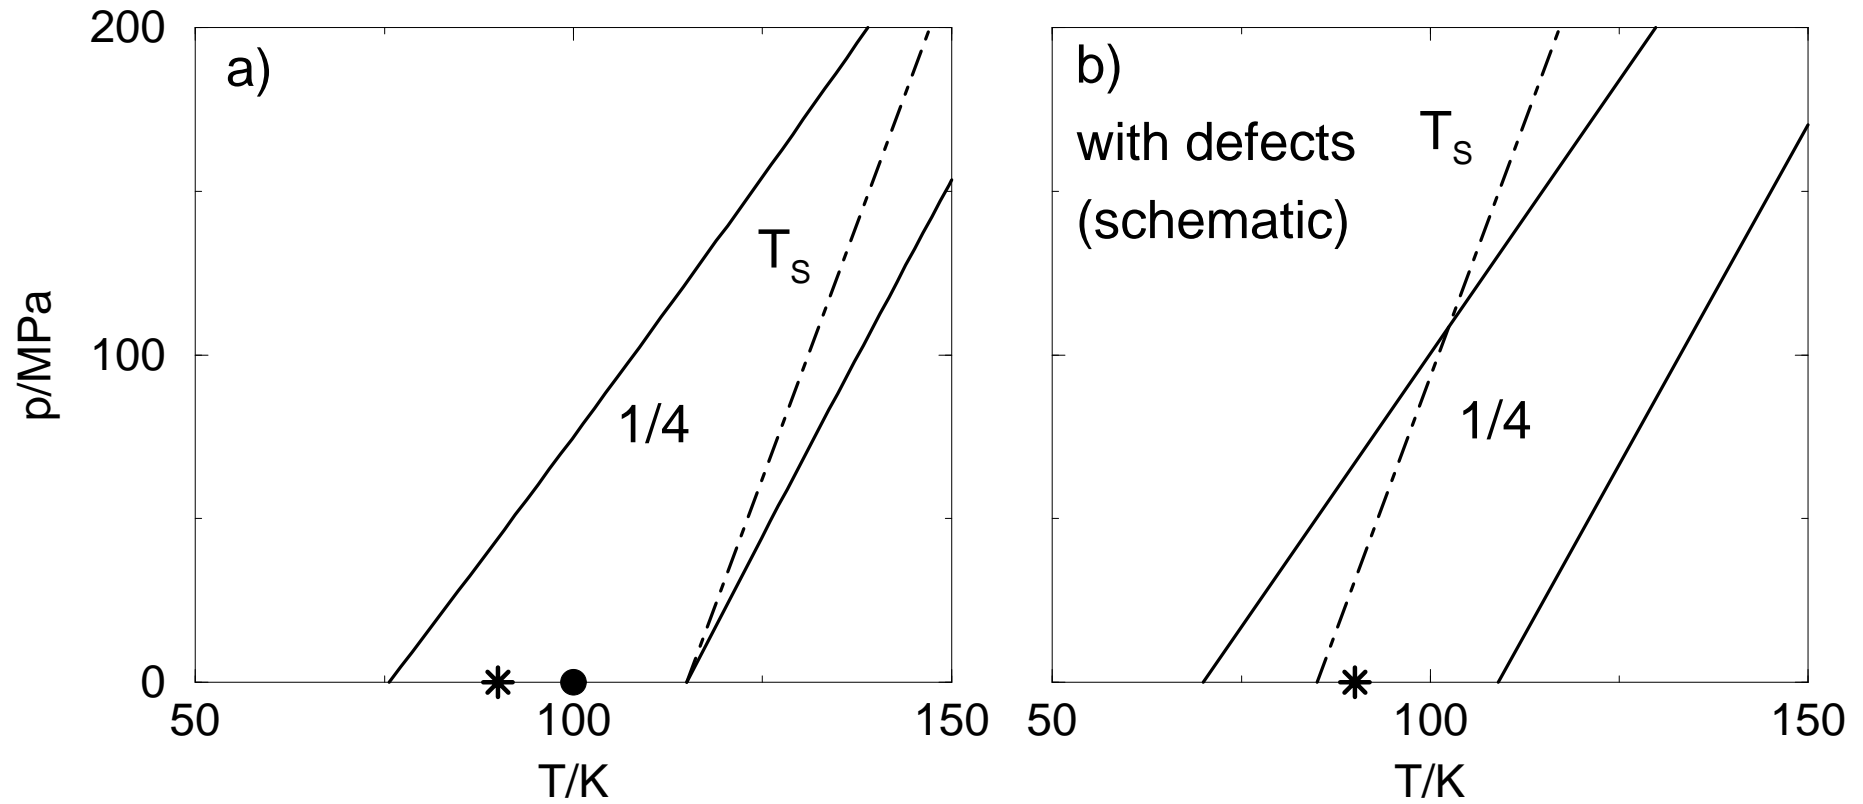 200
100
0
p/MPa
a)
T_S
1/4
50
100
150
T/K
b)
with defects
(schematic)
T_S
1/4
50
100
150
T/K